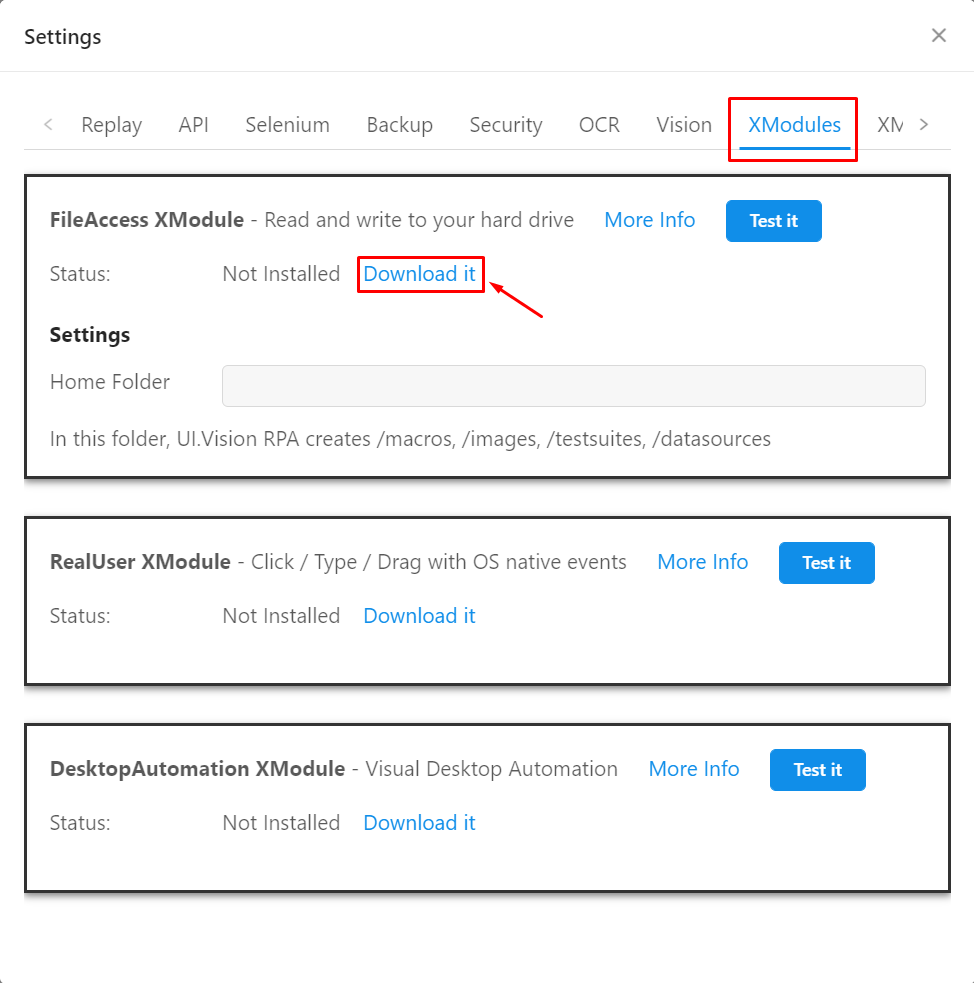 Settings
Replay API Selenium Backup Security OCR Vision XModules XM
FileAccess XModule - Read and write to your hard drive More Info Test it
Status: Not Installed Download it
Settings
Home Folder
In this folder, UI.Vision RPA creates /macros, /images, /testsuites, /datasources
RealUser XModule - Click / Type / Drag with OS native events More Info Test it
Status: Not Installed Download it
DesktopAutomation XModule - Visual Desktop Automation More Info Test it
Status: Not Installed Download it